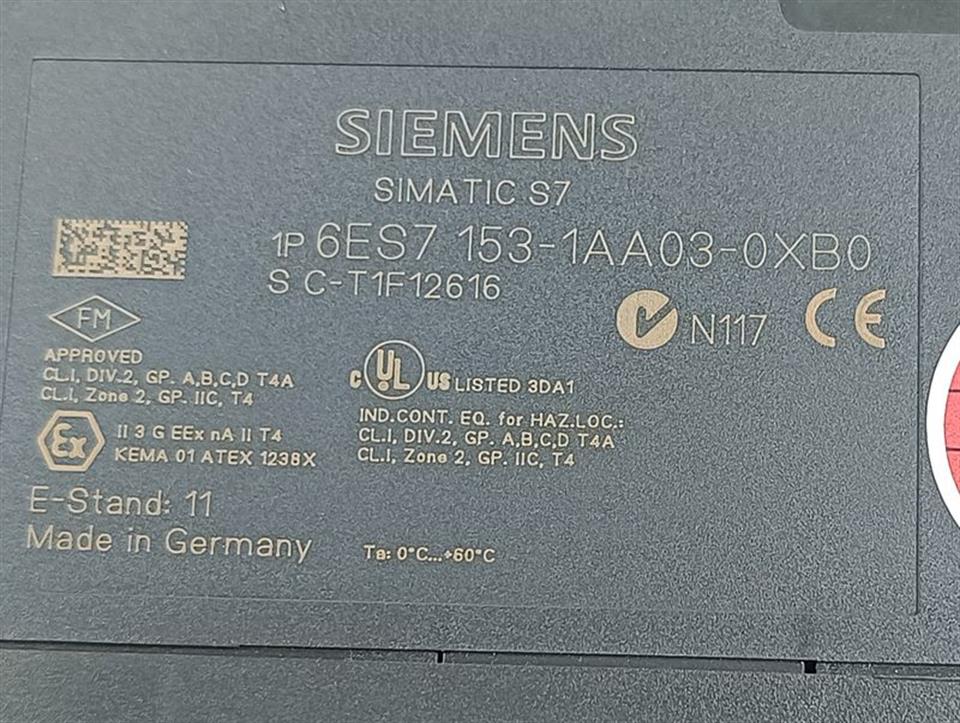 SIEMENS
SIMATIC S7
1P 6ES7 153-1AA03-0XB0
S C-T1F12616
FM
N117
CE
APPROVED
CL.I, DIV.2, GP. A,B,C,D T4A
CL.I, Zone 2, GP. IIC, T4
C UL US LISTED 3DA1
IND.CONT. EQ. for HAZ.LOC.:
CL.I, DIV.2, GP. A,B,C,D T4A
CL.I, Zone 2, GP. IIC, T4
Ex
II 3 G EEx nA II T4
KEMA 01 ATEX 1238X
E-Stand: 11
Made in Germany
Ta: 0°C...+60°C